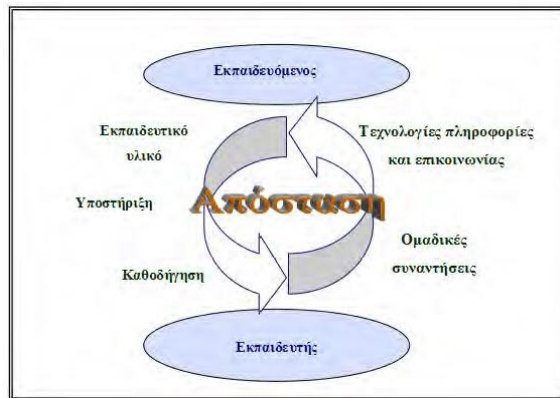 Εκπαιδευόμενος
Εκπαιδευτικό
υλικό
Τεχνολογίες πληροφορίες
και επικοινωνίας
Υποστήριξη
Απόσταση
Ομαδικές
συναντήσεις
Καθοδήγηση
Εκπαιδευτής